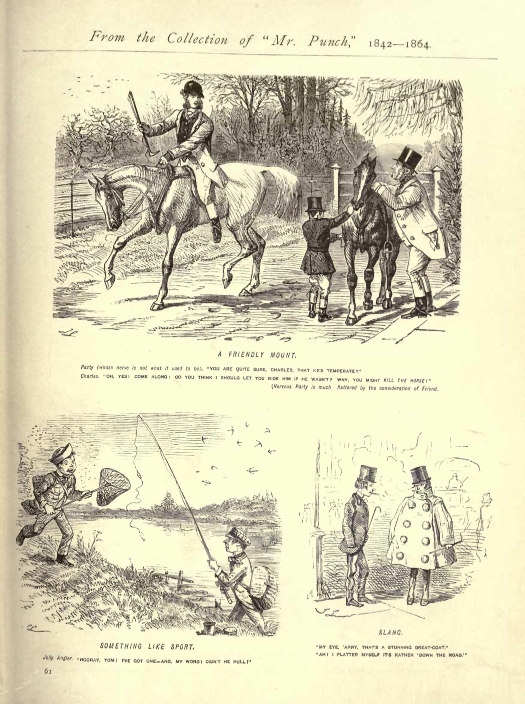 From the Collection of "Mr. Punch," 1842—1864.
A FRIENDLY MOUNT.
Party (whose nerve is not what it used to be). "YOU ARE QUITE SURE, CHARLES, THAT HE'S TEMPERATE?"
Charles. "OH, YES! COME ALONG! DO YOU THINK I SHOULD LET YOU RIDE HIM IF HE WASN'T? WHY, YOU MIGHT KILL THE HORSE!"
[Nervous Party is much flattered by the consideration of Friend.
SOMETHING LIKE SPORT.
Jolly Angler. "HOORAY, TOM! I'VE GOT ONE—AND, MY WORD! DIDN'T HE PULL!"
SLANG.
"MY EYE, 'ARRY, THAT'S A STUNNING GREAT-COAT."
"AH! I FLATTER MYSELF IT'S RATHER 'DOWN THE ROAD.'"
61